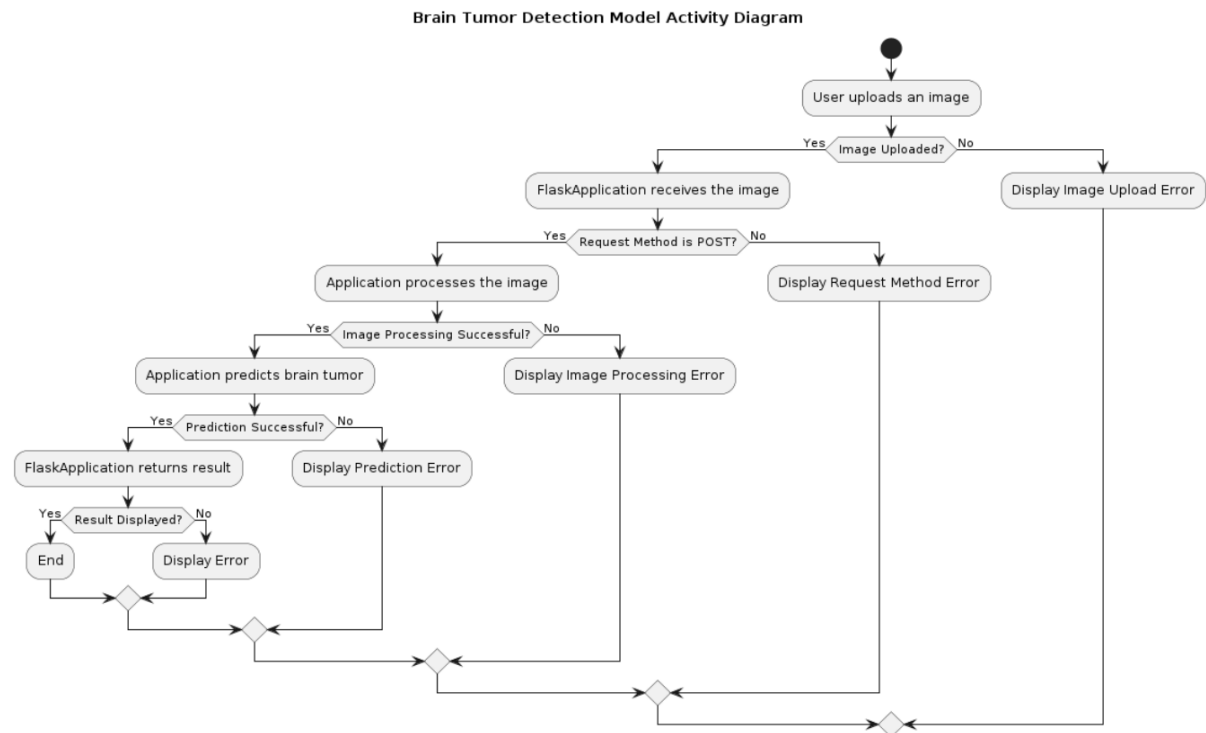 Brain Tumor Detection Model Activity Diagram
User uploads an image
Yes
Image Uploaded?
No
FlaskApplication receives the image
Display Image Upload Error
Yes
Request Method is POST?
No
Application processes the image
Display Request Method Error
Yes
Image Processing Successful?
No
Application predicts brain tumor
Display Image Processing Error
Yes
Prediction Successful?
No
FlaskApplication returns result
Display Prediction Error
Yes
Result Displayed?
No
End
Display Error